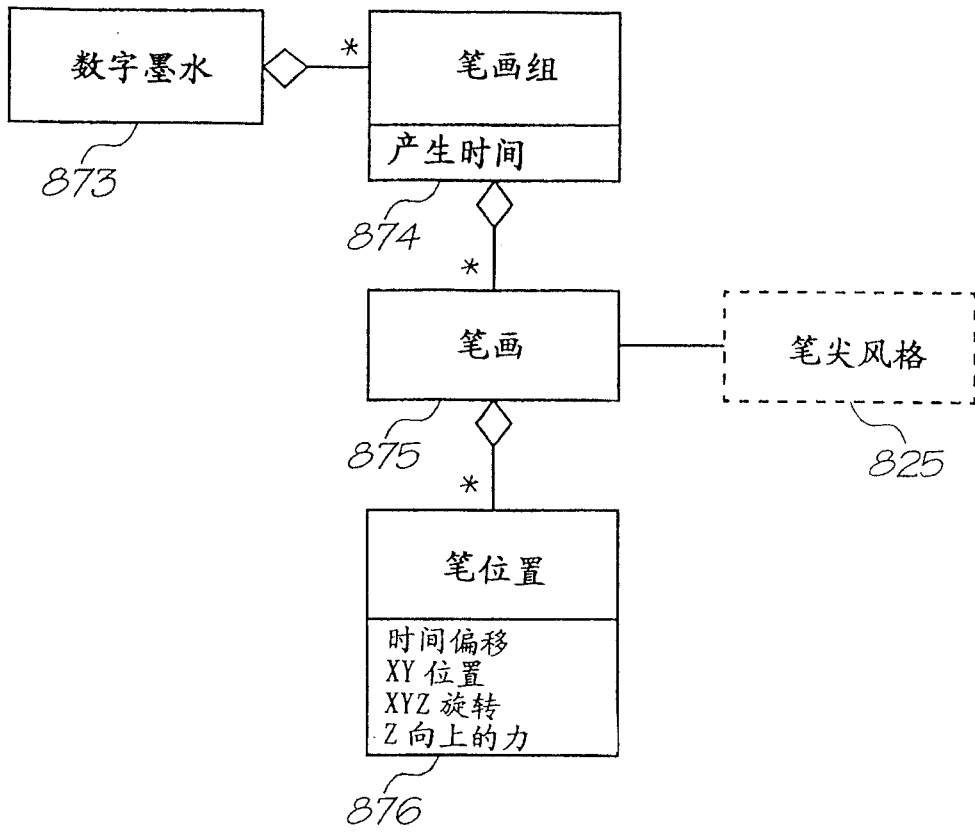 数字墨水
*
笔画组
产生时间
873
874
*
笔画
笔尖风格
875
825
*
笔位置
时间偏移
XY 位置
XYZ 旋转
Z 向上的力
876